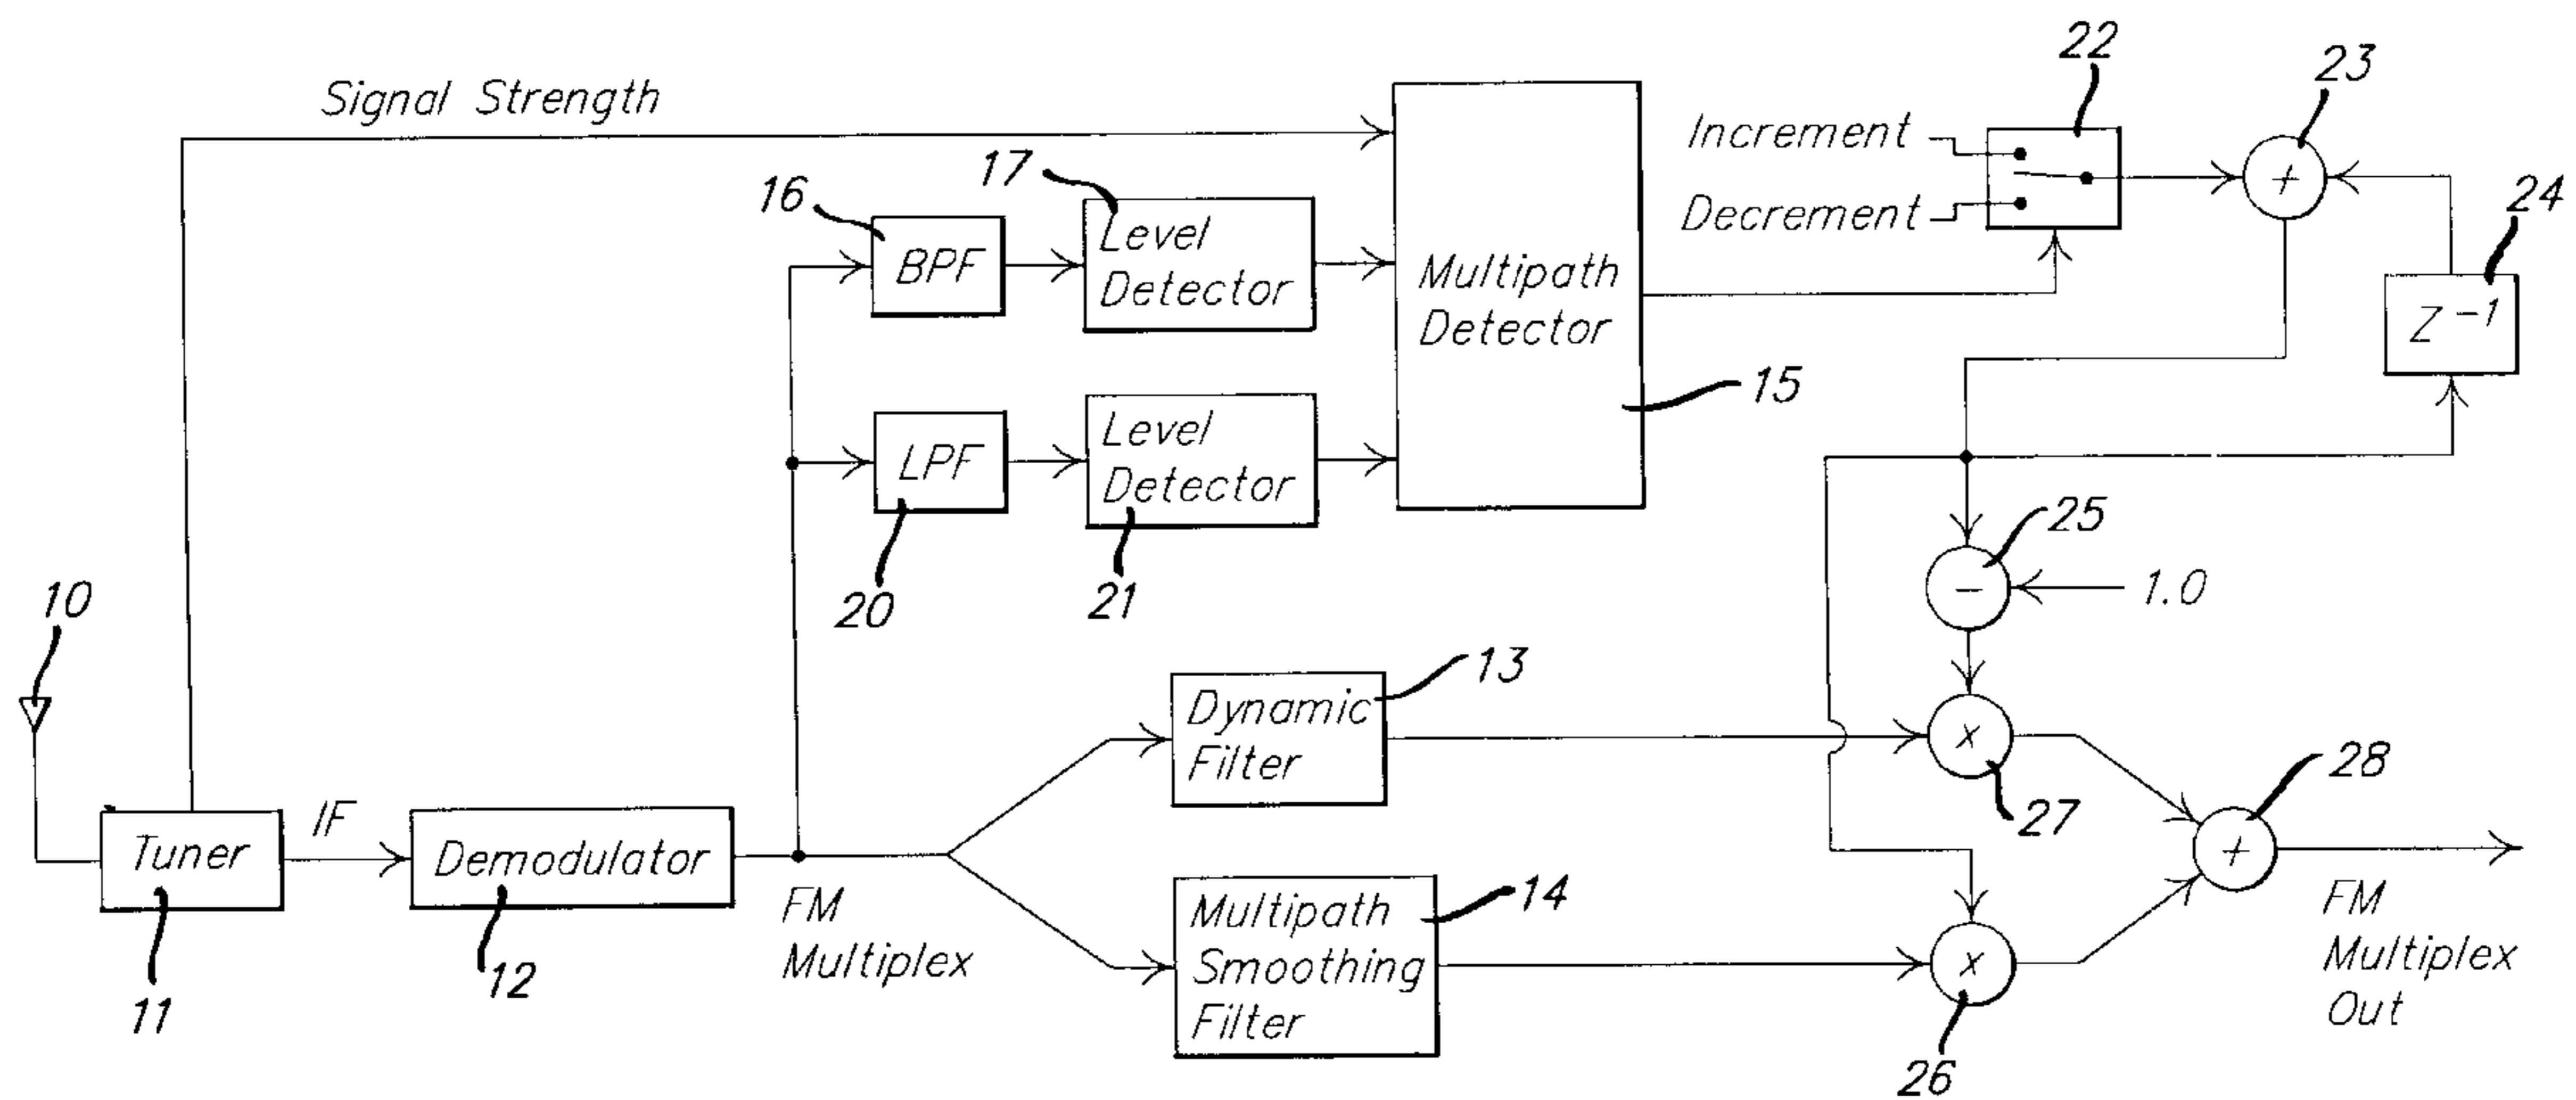 Signal Strength
22
23
Increment
Decrement
+
24
Z⁻¹
16
BPF
17
Level
Detector
Multipath
Detector
15
LPF
20
Level
Detector
21
25
−
1.0
10
Tuner
11
IF
Demodulator
12
FM
Multiplex
13
Dynamic
Filter
x
27
14
Multipath
Smoothing
Filter
x
26
28
+
FM
Multiplex
Out